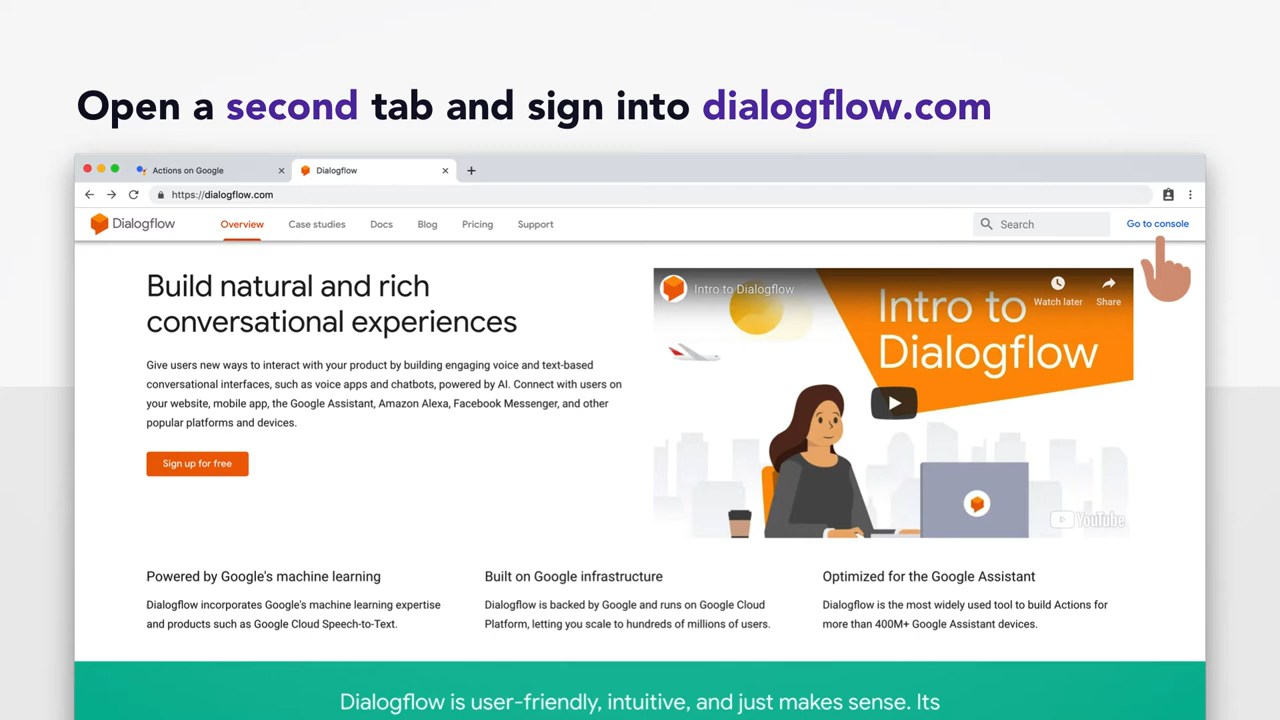 Open a second tab and sign into dialogflow.com
Actions on Google
Dialogflow
https://dialogflow.com
Dialogflow
Overview
Case studies
Docs
Blog
Pricing
Support
Search
Go to console
Build natural and rich
conversational experiences
Give users new ways to interact with your product by building engaging voice and text-based
conversational interfaces, such as voice apps and chatbots, powered by AI. Connect with users on
your website, mobile app, the Google Assistant, Amazon Alexa, Facebook Messenger, and other
popular platforms and devices.
Sign up for free
Intro to Dialogflow
Watch later
Share
Intro to
Dialogflow
YouTube
Powered by Google's machine learning
Dialogflow incorporates Google's machine learning expertise
and products such as Google Cloud Speech-to-Text.
Built on Google infrastructure
Dialogflow is backed by Google and runs on Google Cloud
Platform, letting you scale to hundreds of millions of users.
Optimized for the Google Assistant
Dialogflow is the most widely used tool to build Actions for
more than 400M+ Google Assistant devices.
Dialogflow is user-friendly, intuitive, and just makes sense. Its